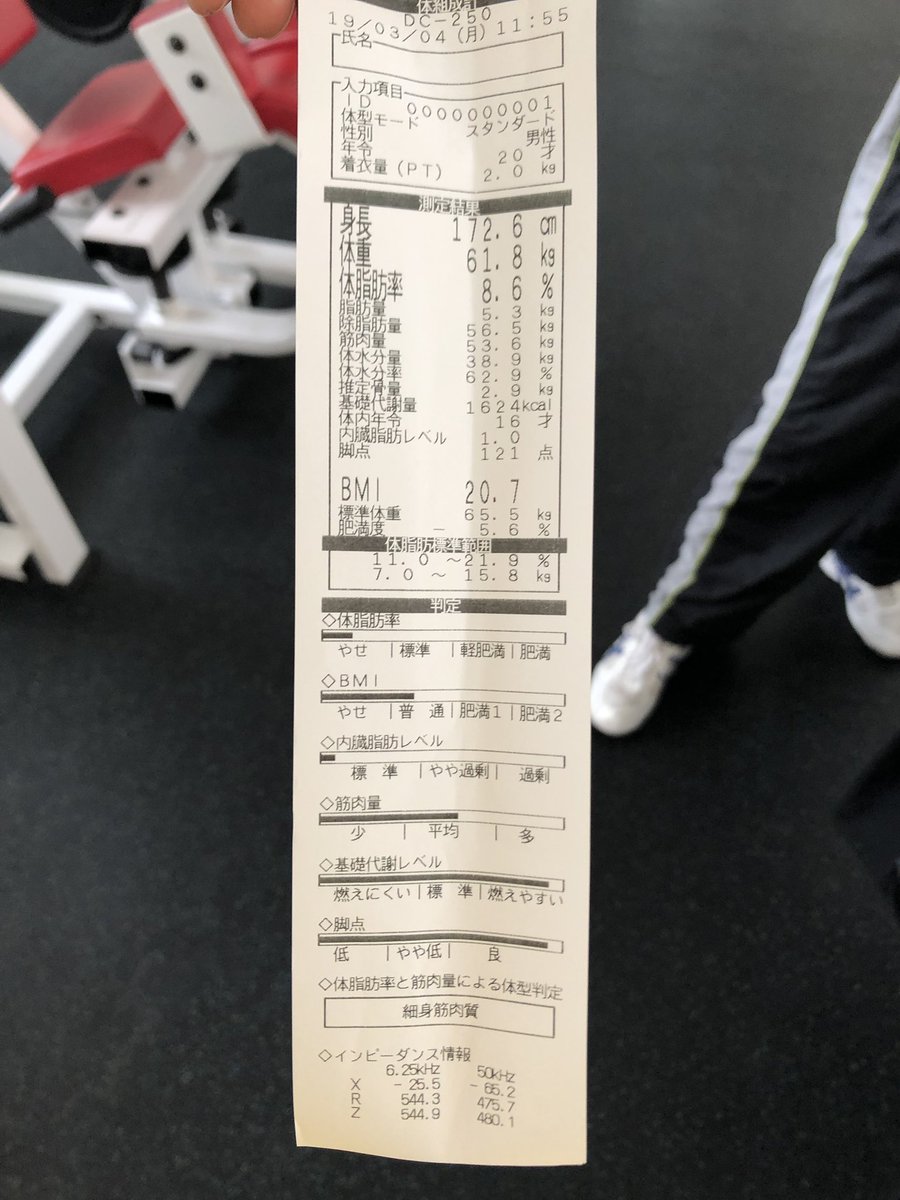 体組成計
DC-250
19/03/04(月) 11:55
氏名
入力項目
ID 0000000001
体型モード スタンダード
性別 男性
年令 20 才
着衣量(PT) 2.0 kg
測定結果
身長 172.6 cm
体重 61.8 kg
体脂肪率 8.6 %
脂肪量 5.3 kg
除脂肪量 56.5 kg
筋肉量 53.6 kg
体水分量 38.9 kg
体水分率 62.9 %
推定骨量 2.9 kg
基礎代謝量 1624kcal
体内年令 16 才
内臓脂肪レベル 1.0
脚点 121 点
BMI 20.7
標準体重 65.5 kg
肥満度 - 5.6 %
体脂肪標準範囲
11.0 ~21.9 %
7.0 ~ 15.8 kg
判定
◇体脂肪率
やせ |標準 |軽肥満|肥満
◇BMI
やせ |普 通|肥満1|肥満2
◇内臓脂肪レベル
標 準 |やや過剰| 過剰
◇筋肉量
少 | 平均 | 多
◇基礎代謝レベル
燃えにくい|標 準|燃えやすい
◇脚点
低 |やや低| 良
◇体脂肪率と筋肉量による体型判定
細身筋肉質
◇インピーダンス情報
6.25kHz 50kHz
X - 25.5 - 65.2
R 544.3 475.7
Z 544.9 480.1